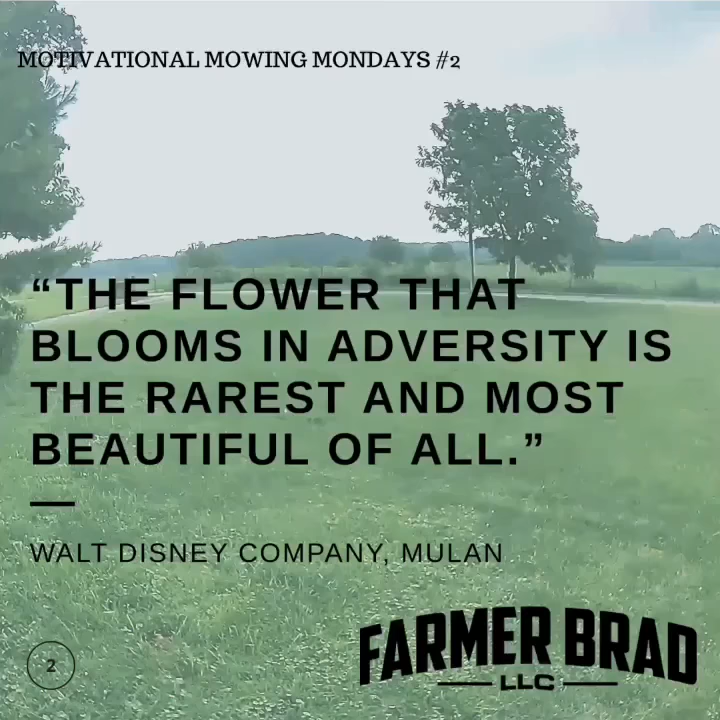 MOTIVATIONAL MOWING MONDAYS #2
“THE FLOWER THAT
BLOOMS IN ADVERSITY IS
THE RAREST AND MOST
BEAUTIFUL OF ALL.”
WALT DISNEY COMPANY, MULAN
2
FARMER BRAD
LLC